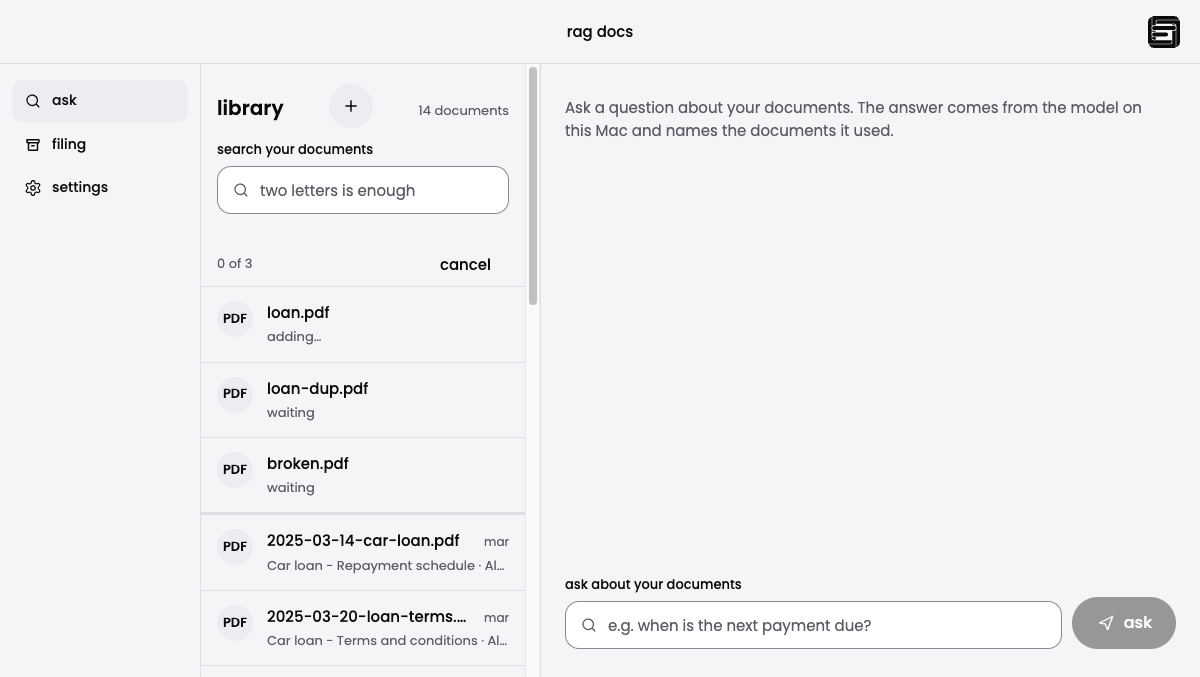 rag docs
ask
filing
settings
library
14 documents
search your documents
two letters is enough
0 of 3
cancel
PDF
loan.pdf
adding…
PDF
loan-dup.pdf
waiting
PDF
broken.pdf
waiting
PDF
2025-03-14-car-loan.pdf
mar
Car loan - Repayment schedule · Al…
PDF
2025-03-20-loan-terms.…
mar
Car loan - Terms and conditions · Al…
Ask a question about your documents. The answer comes from the model on
this Mac and names the documents it used.
ask about your documents
e.g. when is the next payment due?
ask